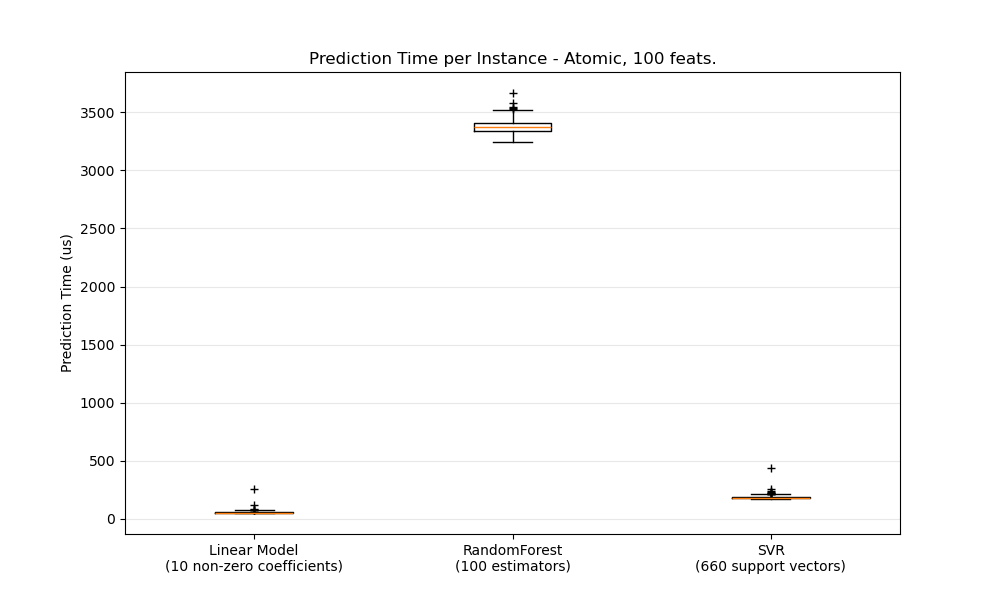 Prediction Time per Instance - Atomic, 100 feats.
Prediction Time (us)
3500
3000
2500
2000
1500
1000
500
0
Linear Model
(10 non-zero coefficients)
RandomForest
(100 estimators)
SVR
(660 support vectors)